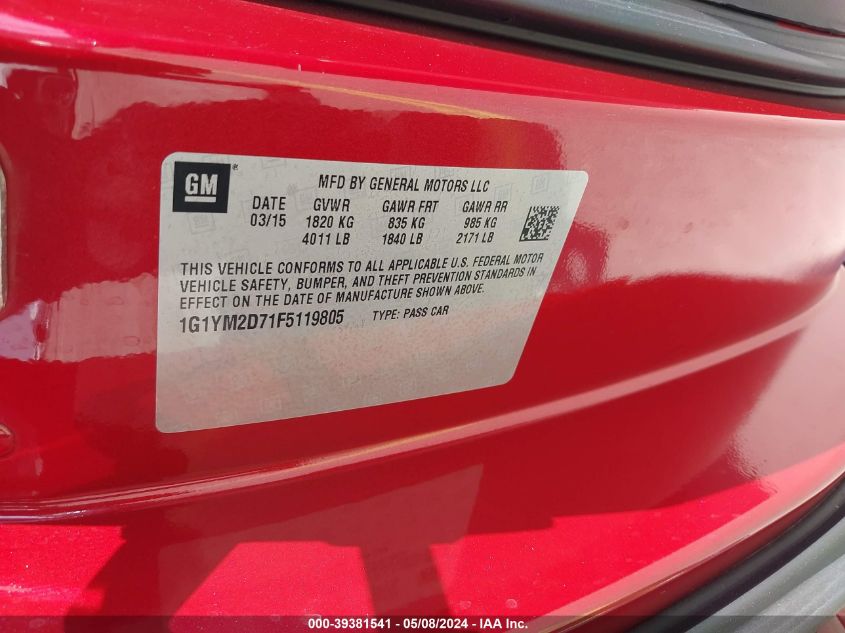 GM
MFD BY GENERAL MOTORS LLC
DATE GVWR GAWR FRT GAWR RR
03/15 1820 KG 835 KG 985 KG
4011 LB 1840 LB 2171 LB
THIS VEHICLE CONFORMS TO ALL APPLICABLE U.S. FEDERAL MOTOR
VEHICLE SAFETY, BUMPER, AND THEFT PREVENTION STANDARDS IN
EFFECT ON THE DATE OF MANUFACTURE SHOWN ABOVE.
1G1YM2D71F5119805 TYPE: PASS CAR
000-39381541 / 05/08/2024 - IAA Inc.